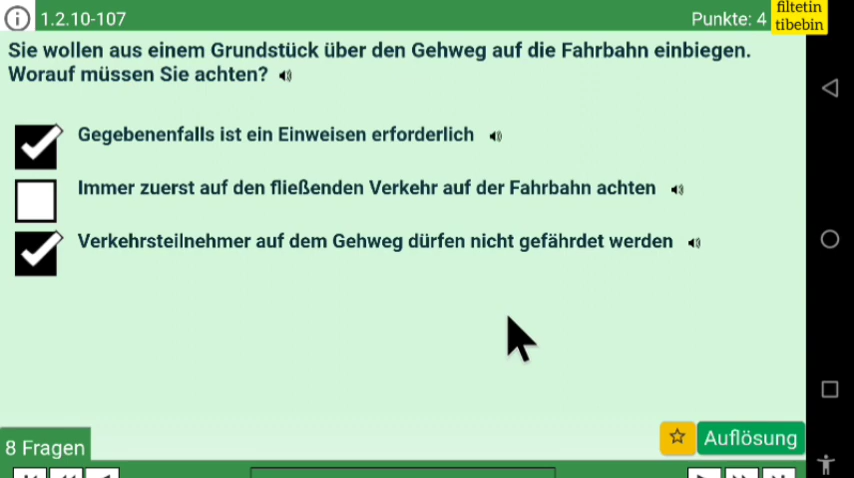 1.2.10-107
Punkte: 4
filtetin
tibebin
Sie wollen aus einem Grundstück über den Gehweg auf die Fahrbahn einbiegen.
Worauf müssen Sie achten?
Gegebenenfalls ist ein Einweisen erforderlich
Immer zuerst auf den fließenden Verkehr auf der Fahrbahn achten
Verkehrsteilnehmer auf dem Gehweg dürfen nicht gefährdet werden
8 Fragen
Auflösung